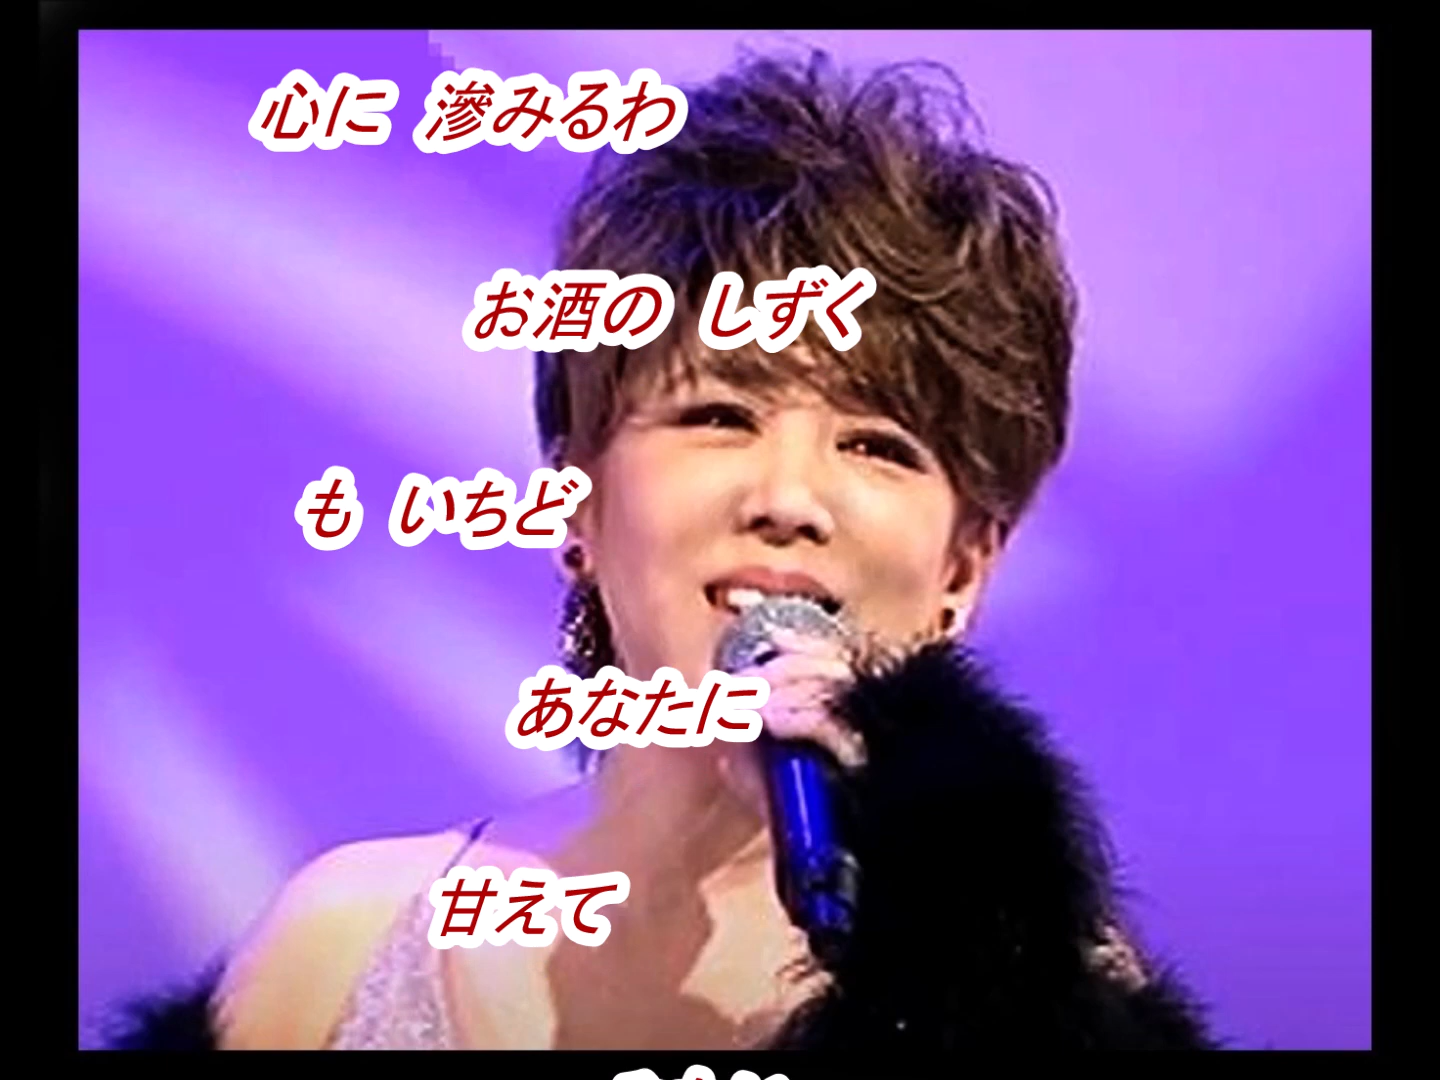 心に 滲みるわ
お酒の しずく
も いちど
あなたに
甘えて